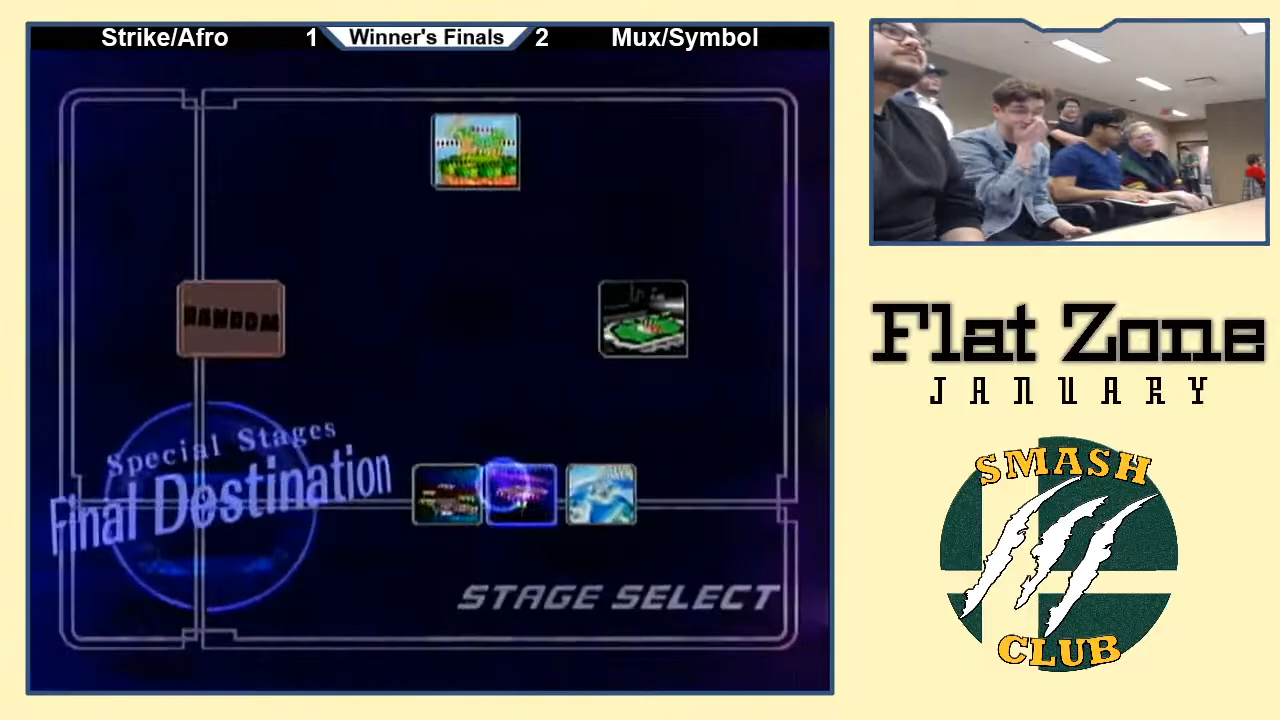 Strike/Afro 1 Winner's Finals 2 Mux/Symbol
RANDOM
Special Stages
Final Destination
STAGE SELECT
Flat Zone
JANUARY
SMASH
CLUB